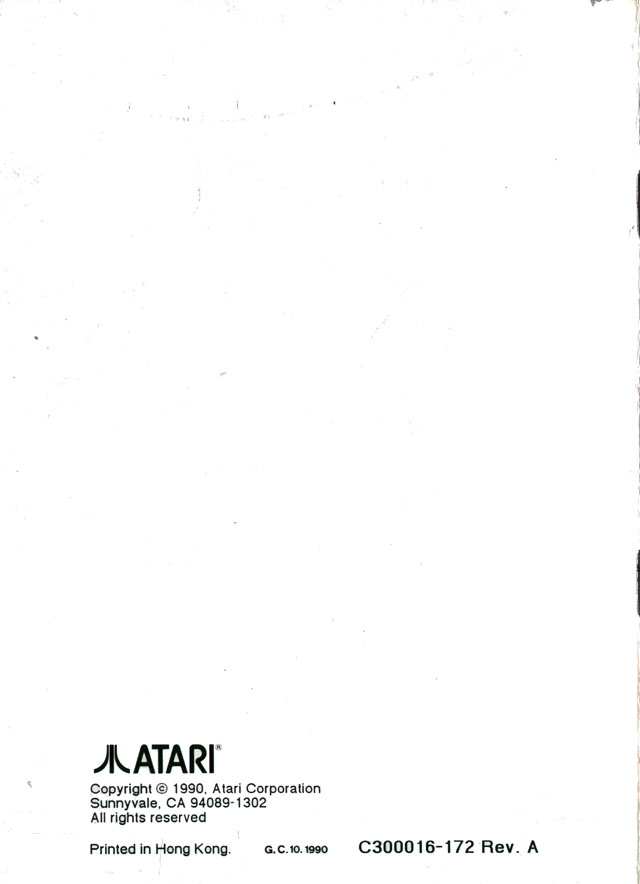 ATARI®
Copyright © 1990, Atari Corporation
Sunnyvale, CA 94089-1302
All rights reserved
Printed in Hong Kong. G.C.10.1990 C300016-172 Rev. A